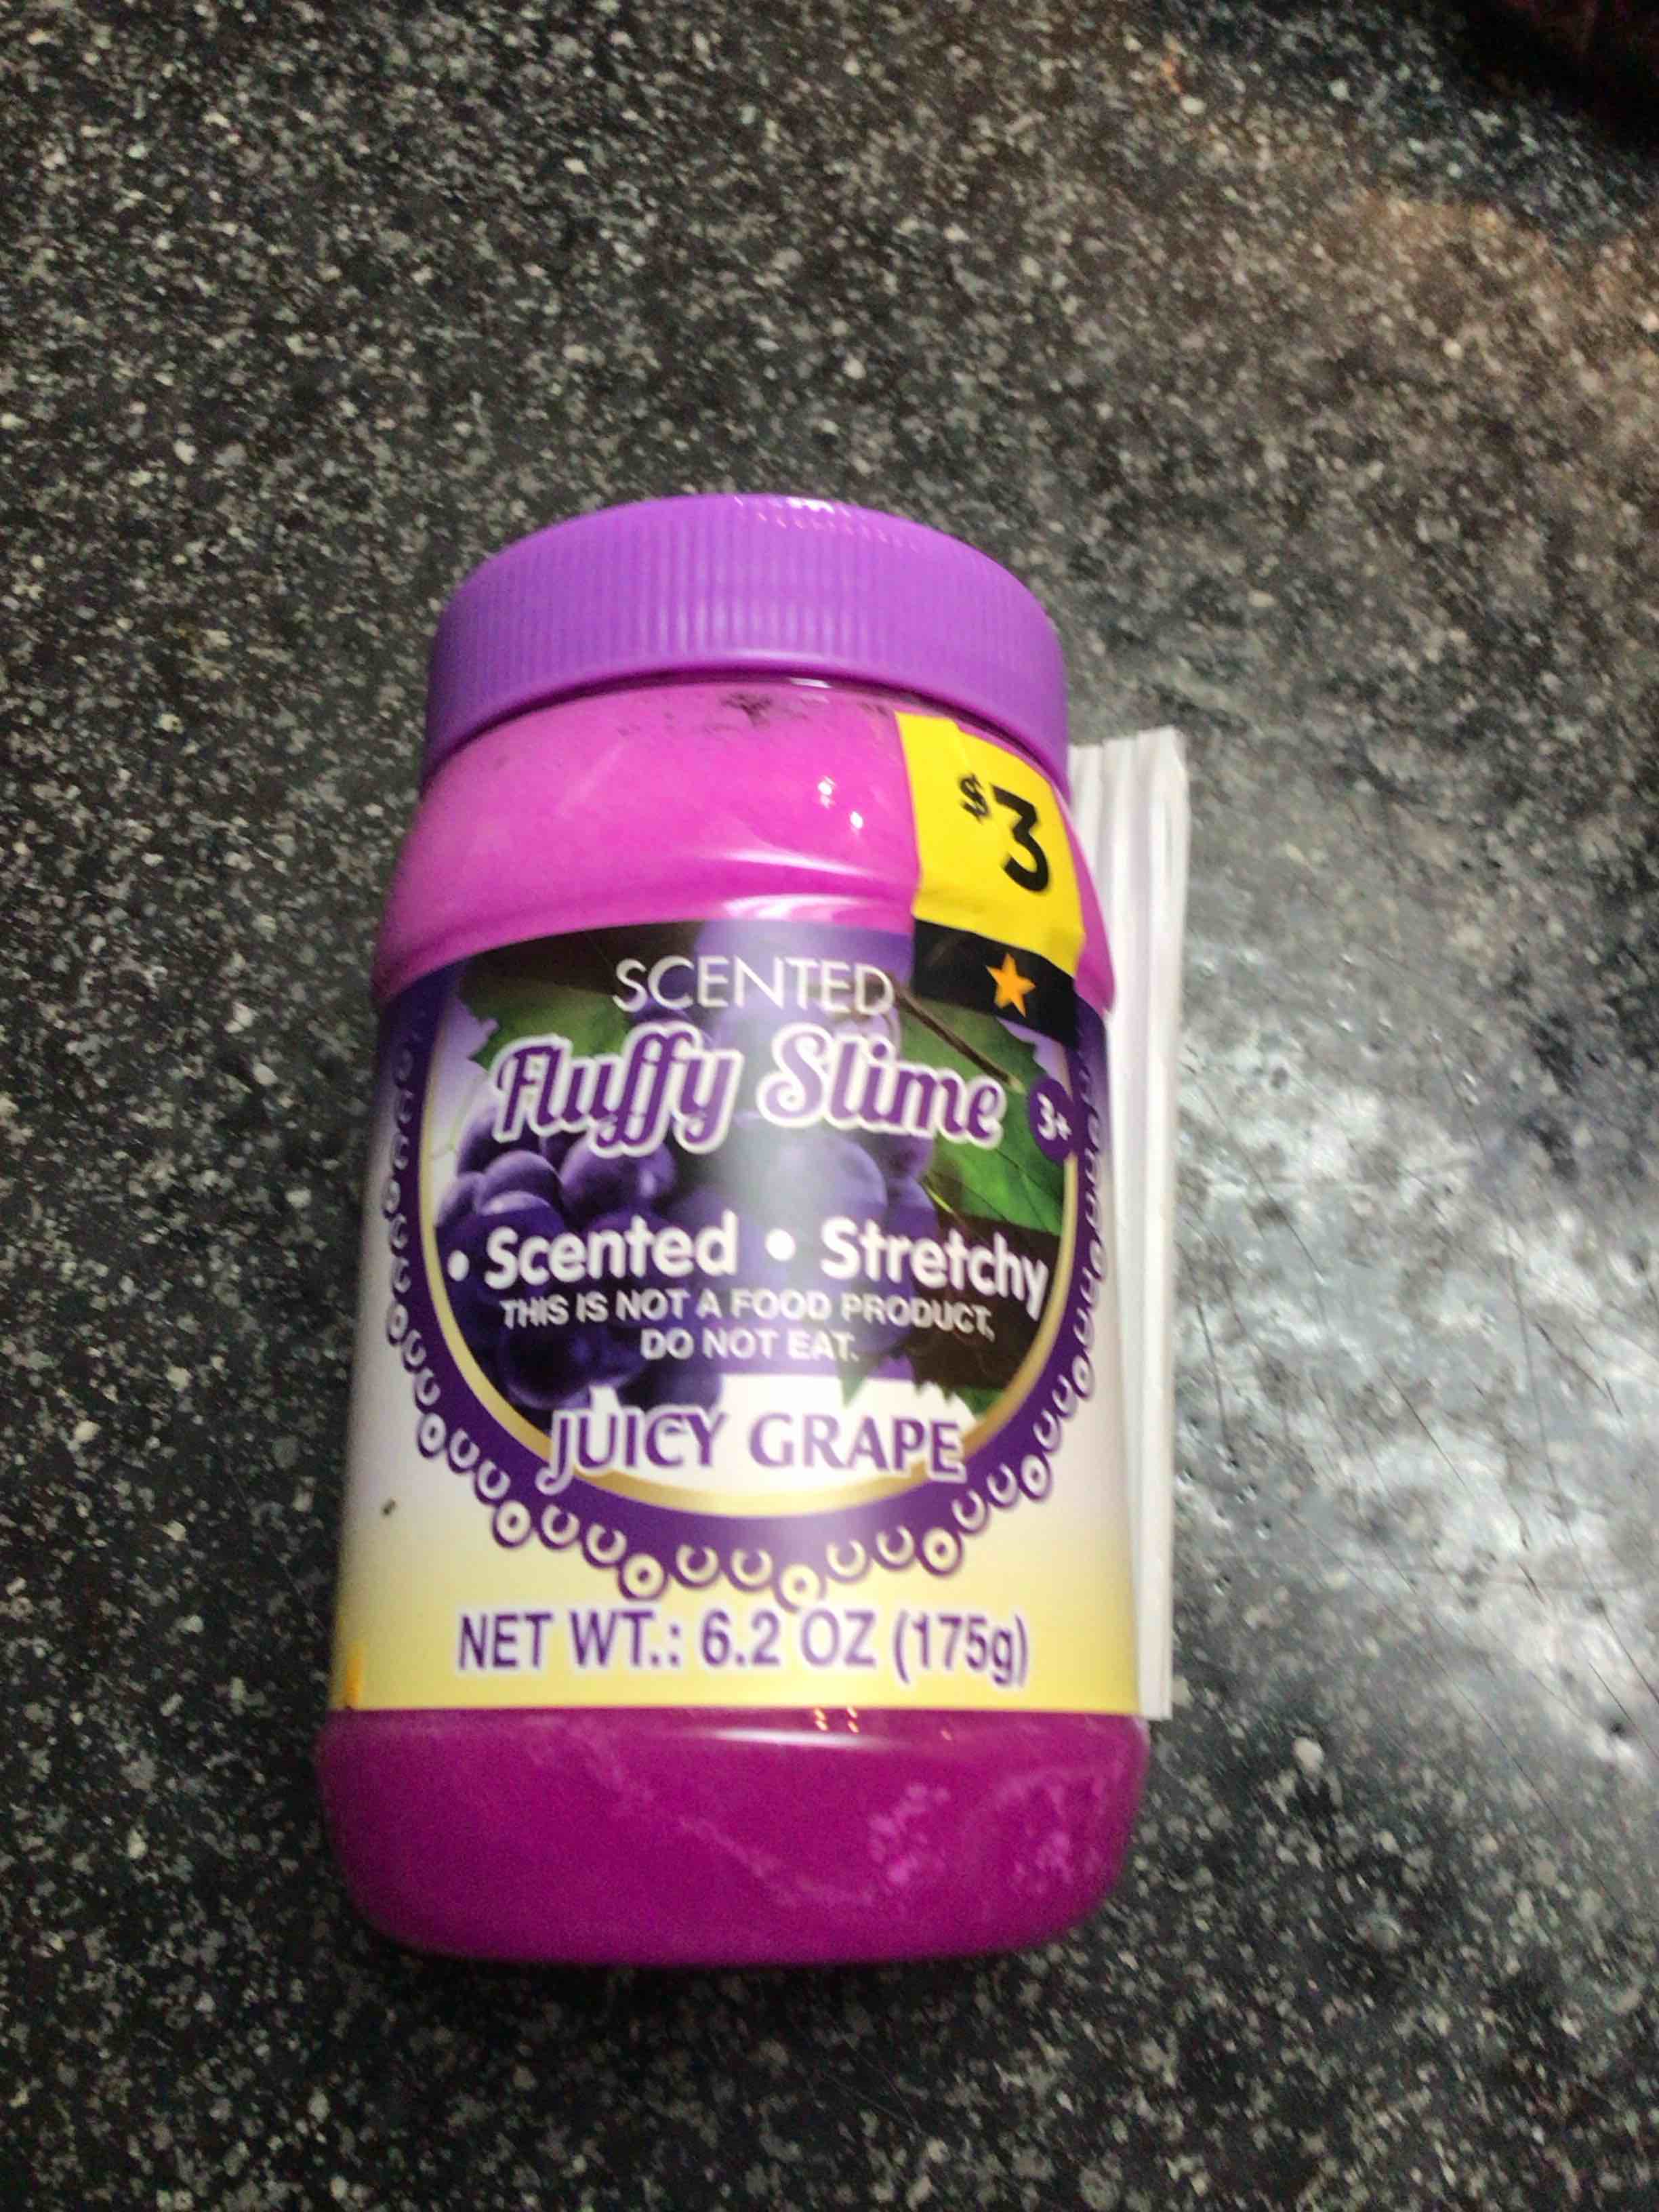 $3
SCENTED
Fluffy Slime
3+
• Scented • Stretchy
THIS IS NOT A FOOD PRODUCT,
DO NOT EAT.
JUICY GRAPE
NET WT.: 6.2 OZ (175g)